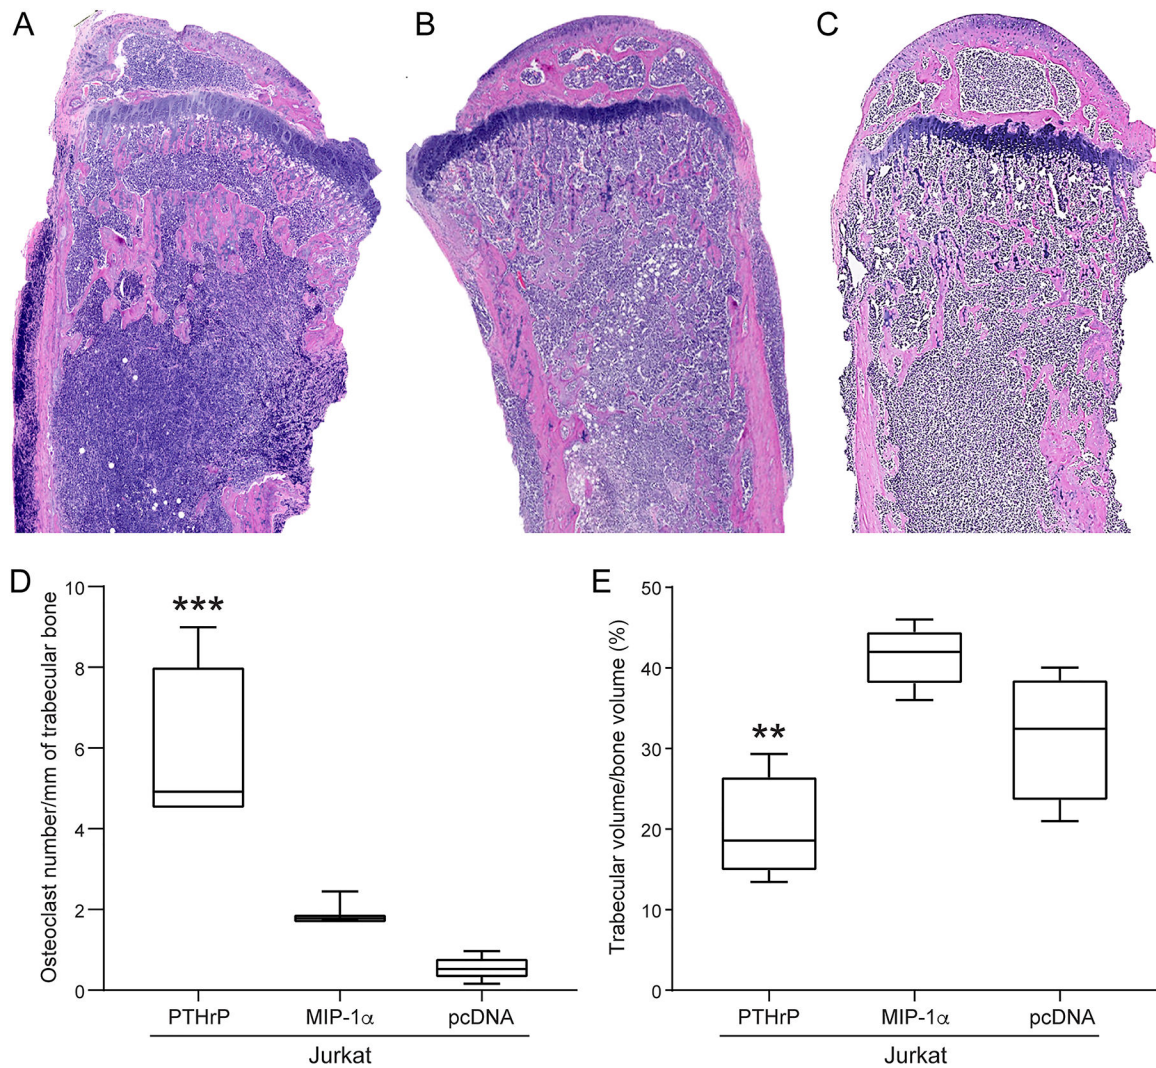 A
B
C
D
Osteoclast number/mm of trabecular bone
10
8
6
4
2
0
***
PTHrP
MIP-1α
pcDNA
Jurkat
E
Trabecular volume/bone volume (%)
50
40
30
20
10
0
**
PTHrP
MIP-1α
pcDNA
Jurkat